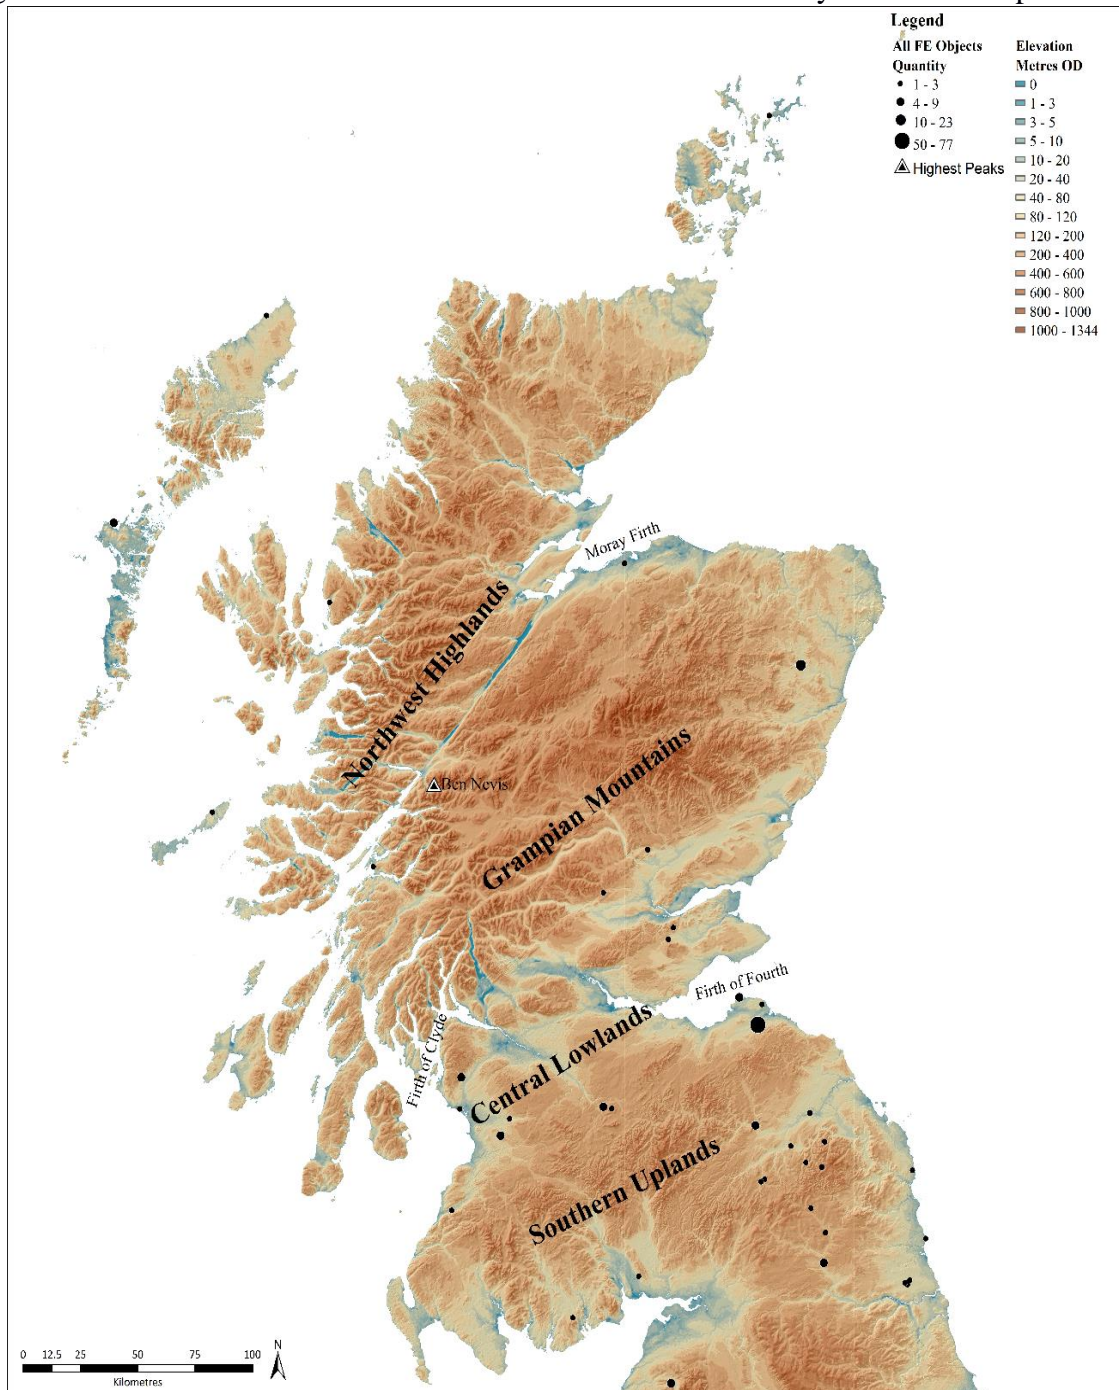 Legend
All FE Objects
Quantity
1 - 3
4 - 9
10 - 23
50 - 77
Highest Peaks
Elevation
Metres OD
0
1 - 3
3 - 5
5 - 10
10 - 20
20 - 40
40 - 80
80 - 120
120 - 200
200 - 400
400 - 600
600 - 800
800 - 1000
1000 - 1344
Moray Firth
Northwest Highlands
Ben Nevis
Grampian Mountains
Firth of Fourth
Firth of Clyde
Central Lowlands
Southern Uplands
0 12.5 25 50 75 100
Kilometres
N